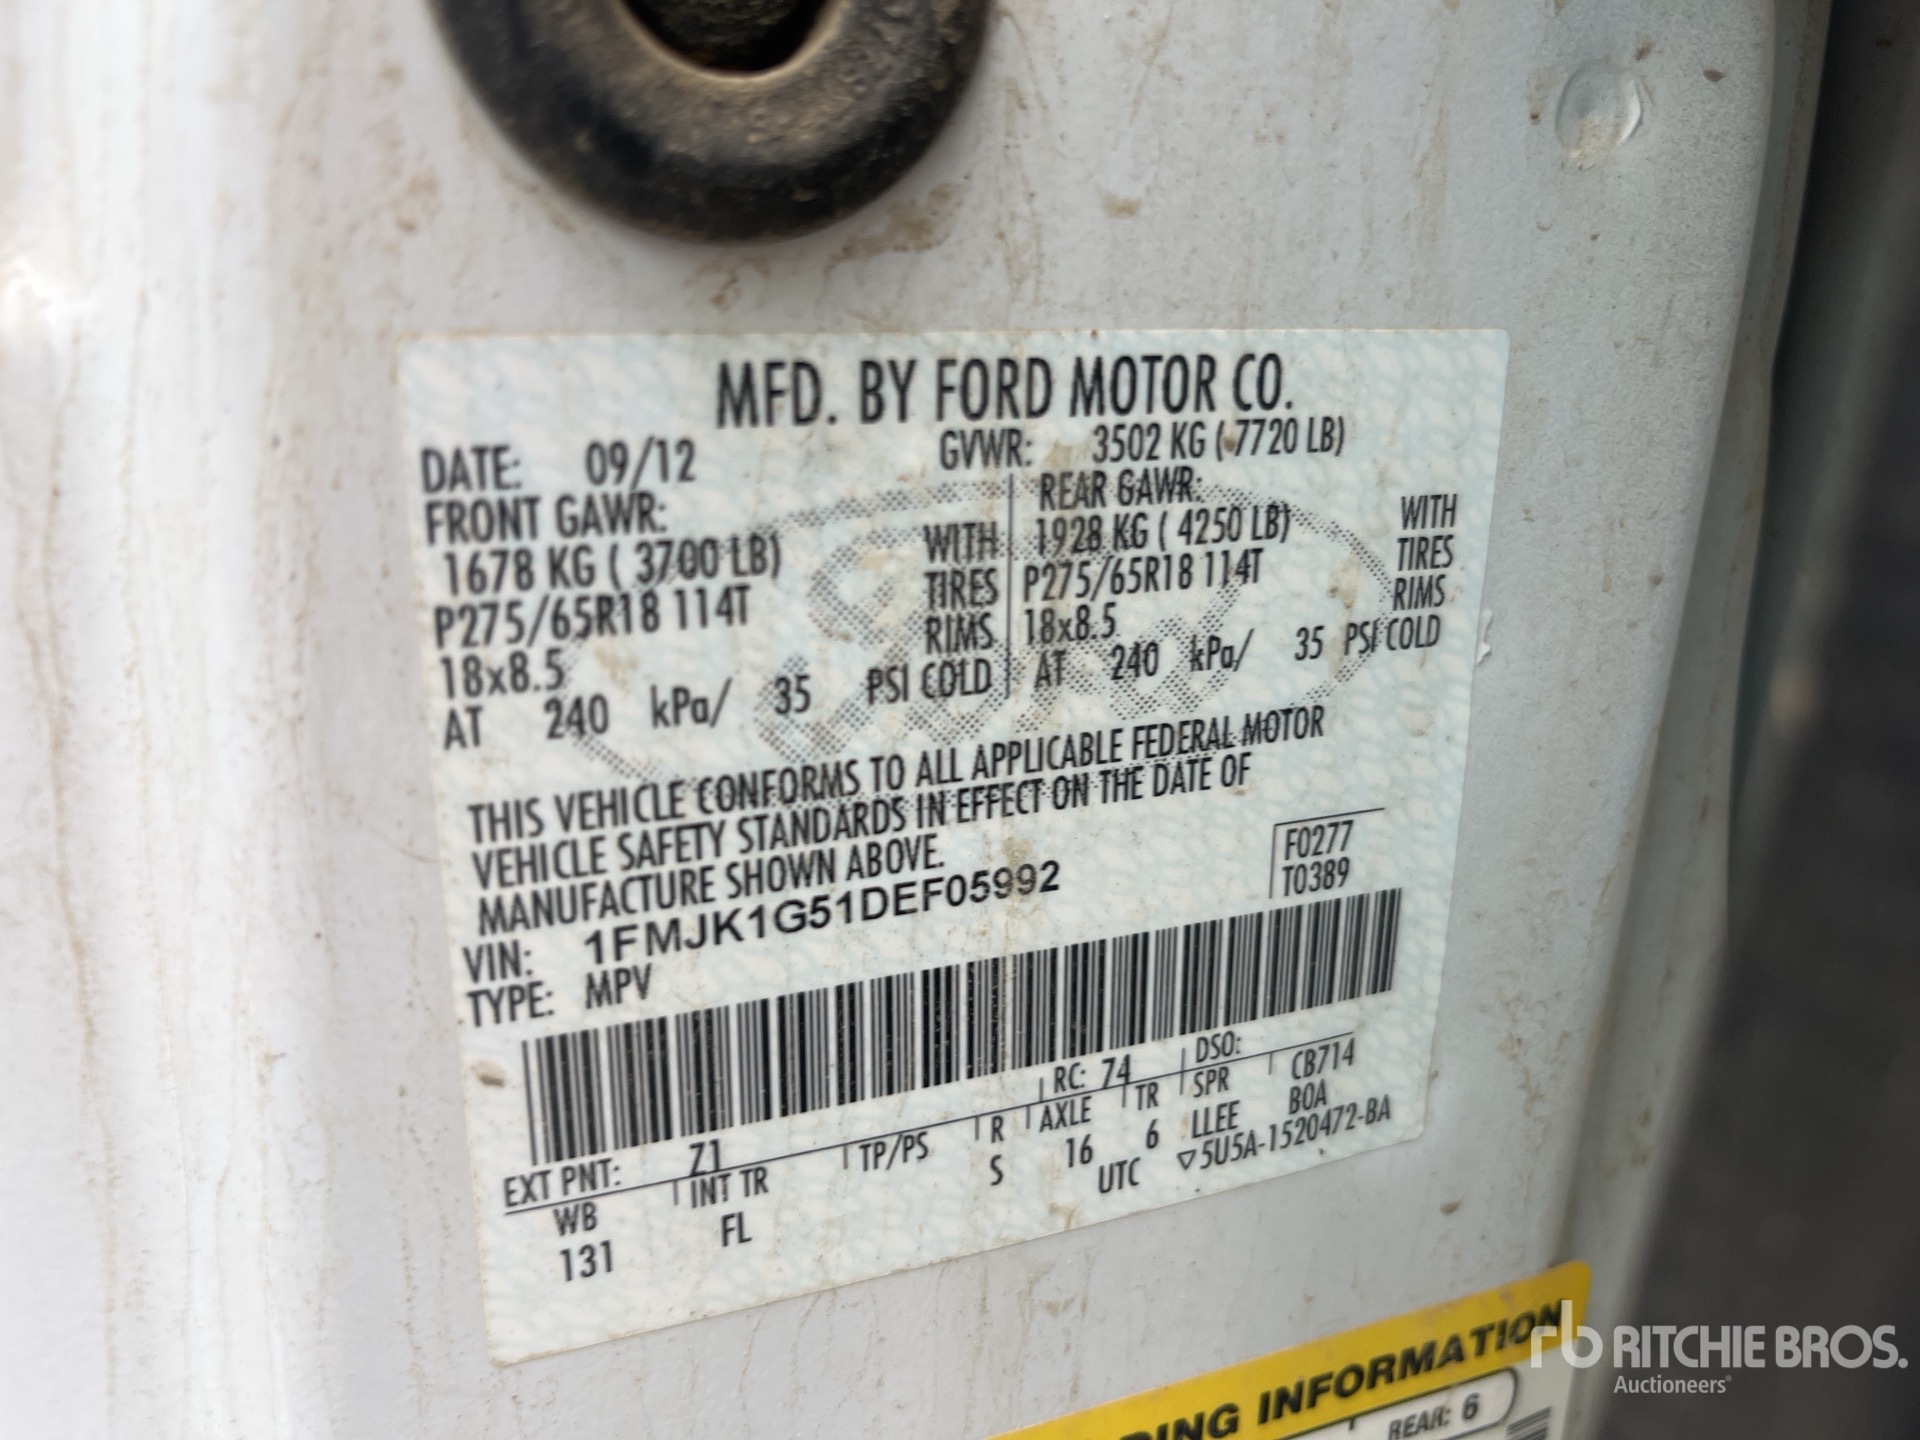 MFD. BY FORD MOTOR CO.
DATE: 09/12 GVWR: 3502 KG ( 7720 LB)
FRONT GAWR: REAR GAWR:
1678 KG ( 3700 LB) WITH 1928 KG ( 4250 LB) WITH
P275/65R18 114T TIRES P275/65R18 114T TIRES
18x8.5 RIMS 18x8.5 RIMS
AT 240 kPa/ 35 PSI COLD AT 240 kPa/ 35 PSI COLD
THIS VEHICLE CONFORMS TO ALL APPLICABLE FEDERAL MOTOR
VEHICLE SAFETY STANDARDS IN EFFECT ON THE DATE OF
MANUFACTURE SHOWN ABOVE.
F0277
T0389
VIN: 1FMJK1G51DEF05992
TYPE: MPV
EXT PNT: Z1 RC: 74 DSO:
WB INT TR TP/PS R AXLE TR SPR CB714
131 FL S 16 6 LLEE BOA
UTC ▽5U5A-1520472-BA
DING INFORMATION
REAR: 6
rb RITCHIE BROS.
Auctioneers®